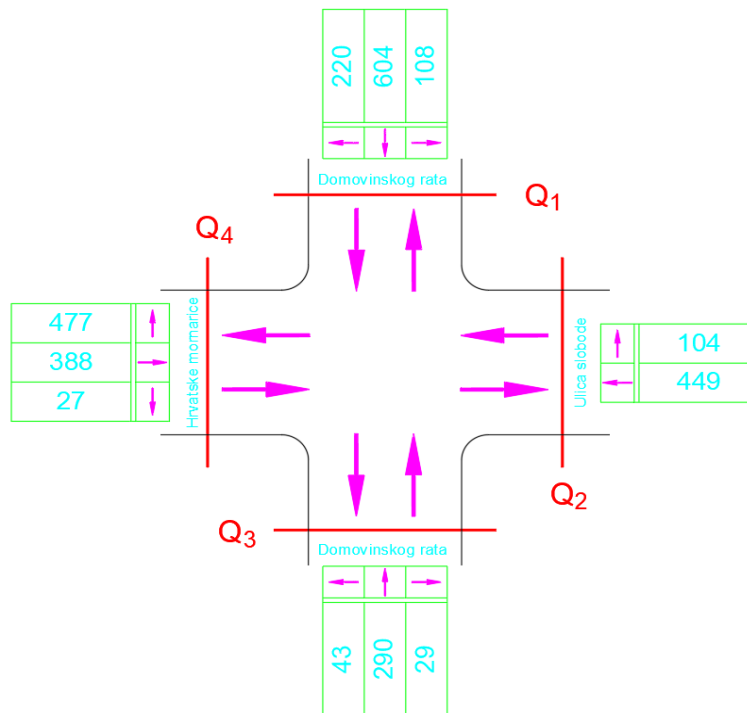 220 604 108
Domovinskog rata
Q1
Q4
477
388
27
Hrvatske mornarice
Ulica slobode
104
449
Q2
Q3
Domovinskog rata
43 290 29